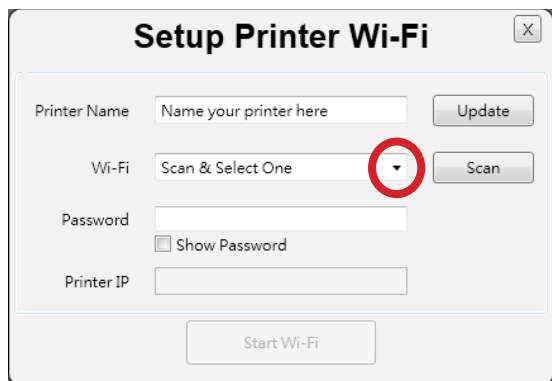 Setup Printer Wi-Fi
X
Printer Name Name your printer here Update
Wi-Fi Scan & Select One Scan
Password
Show Password
Printer IP
Start Wi-Fi